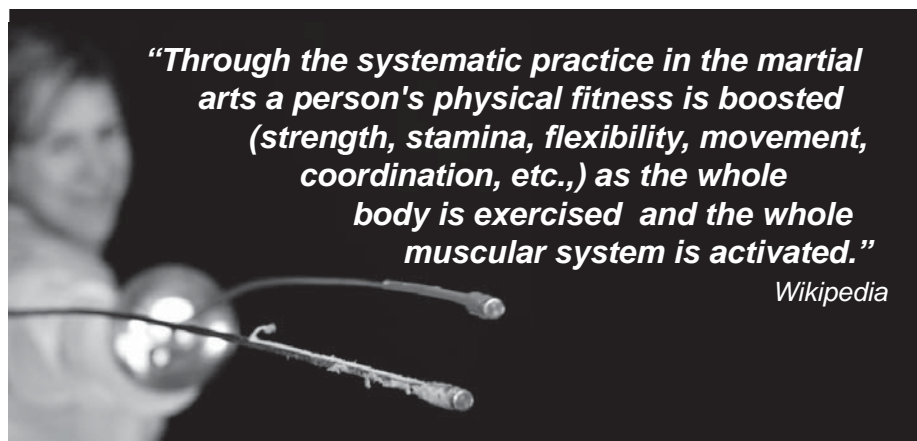 “Through the systematic practice in the martial
arts a person's physical fitness is boosted
(strength, stamina, flexibility, movement,
coordination, etc.,) as the whole
body is exercised  and the whole
muscular system is activated.”
Wikipedia